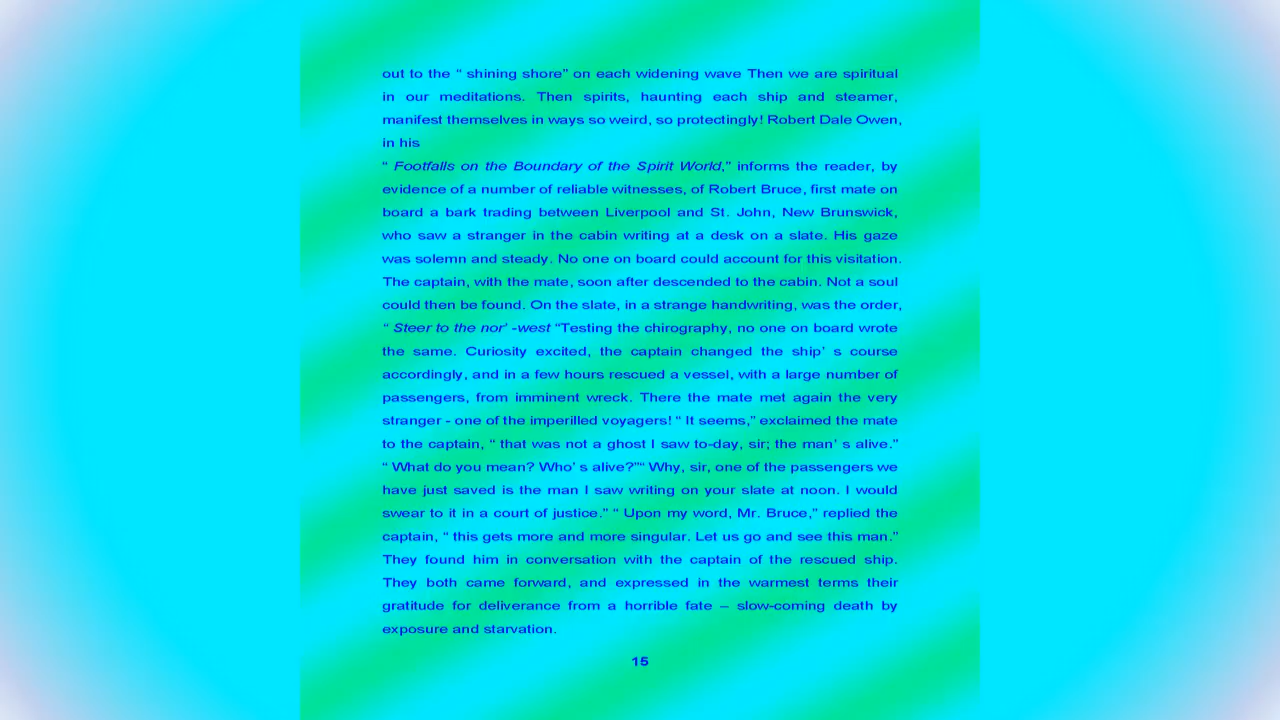 out to the “ shining shore” on each widening wave Then we are spiritual
in our meditations. Then spirits, haunting each ship and steamer,
manifest themselves in ways so weird, so protectingly! Robert Dale Owen,
in his
“ Footfalls on the Boundary of the Spirit World,” informs the reader, by
evidence of a number of reliable witnesses, of Robert Bruce, first mate on
board a bark trading between Liverpool and St. John, New Brunswick,
who saw a stranger in the cabin writing at a desk on a slate. His gaze
was solemn and steady. No one on board could account for this visitation.
The captain, with the mate, soon after descended to the cabin. Not a soul
could then be found. On the slate, in a strange handwriting, was the order,
“ Steer to the nor’ -west “Testing the chirography, no one on board wrote
the same. Curiosity excited, the captain changed the ship’ s course
accordingly, and in a few hours rescued a vessel, with a large number of
passengers, from imminent wreck. There the mate met again the very
stranger - one of the imperilled voyagers! “ It seems,” exclaimed the mate
to the captain, “ that was not a ghost I saw to-day, sir; the man’ s alive.”
“ What do you mean? Who’ s alive?”“ Why, sir, one of the passengers we
have just saved is the man I saw writing on your slate at noon. I would
swear to it in a court of justice.” “ Upon my word, Mr. Bruce,” replied the
captain, “ this gets more and more singular. Let us go and see this man.”
They found him in conversation with the captain of the rescued ship.
They both came forward, and expressed in the warmest terms their
gratitude for deliverance from a horrible fate – slow-coming death by
exposure and starvation.
15